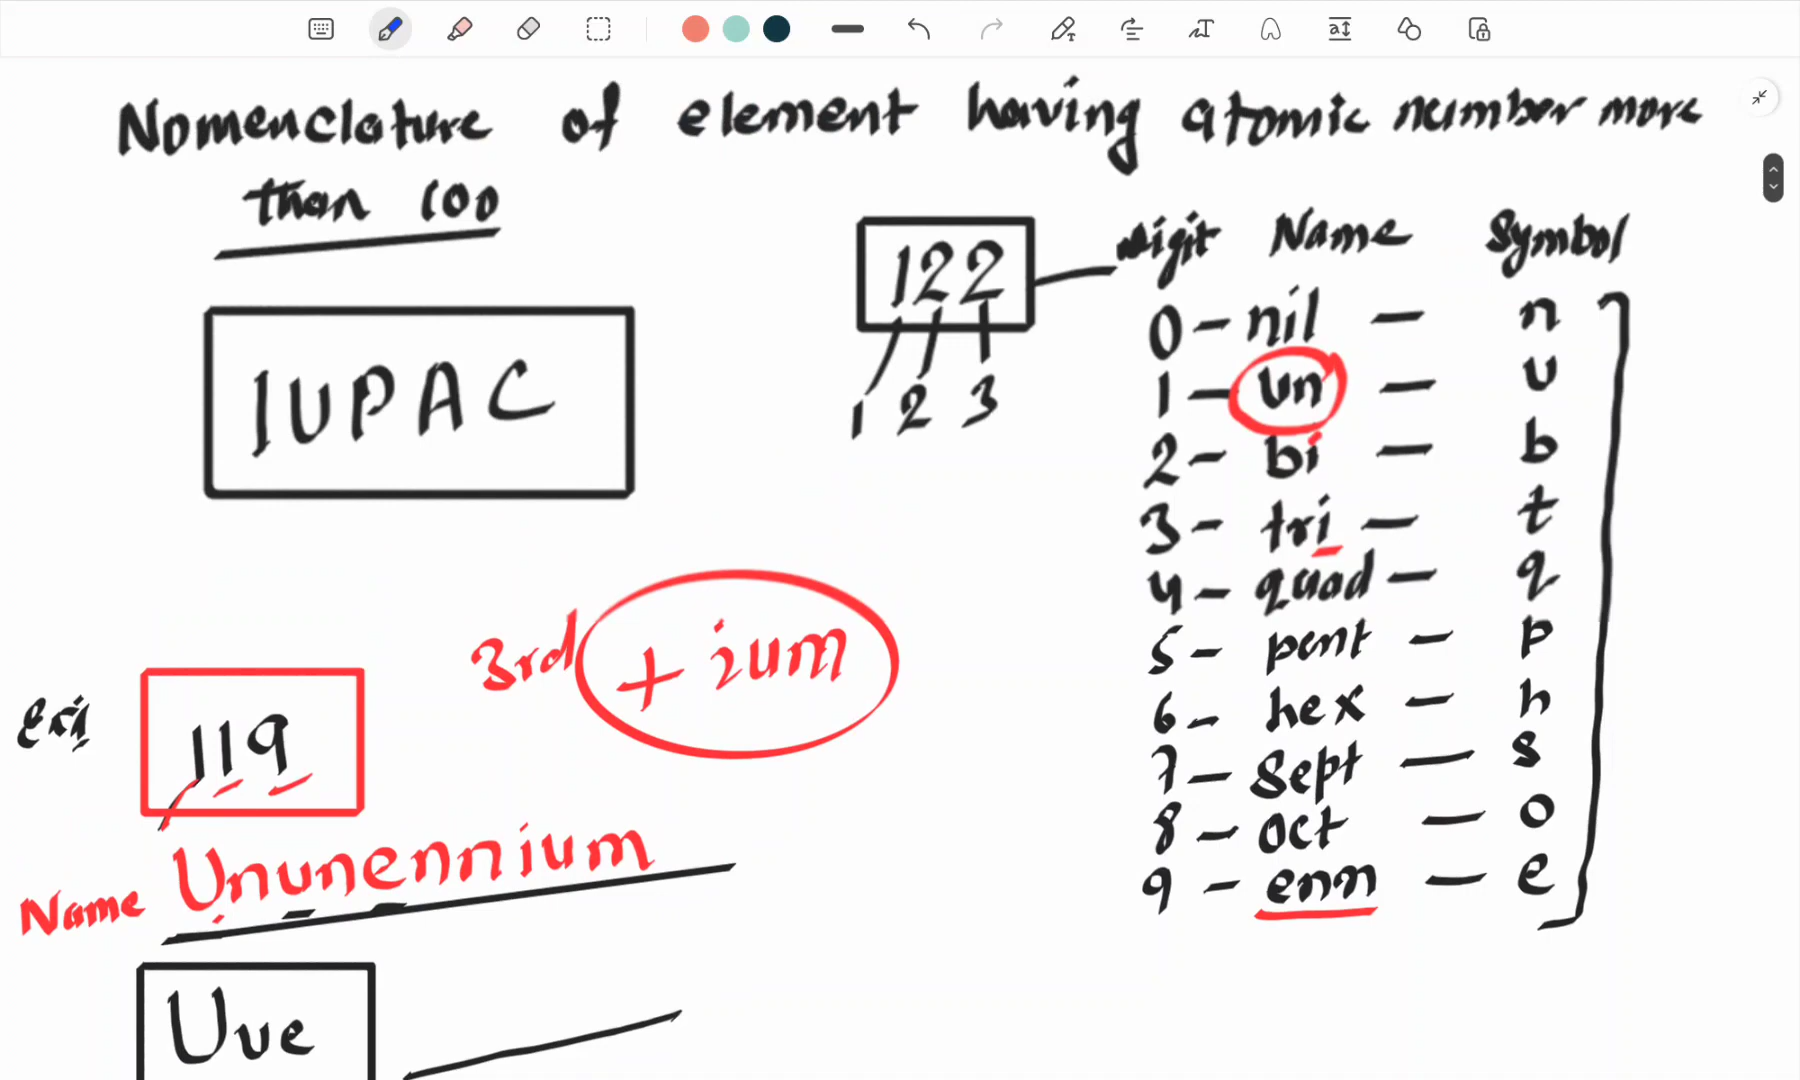 Nomenclature of element having atomic number more
than 100
IUPAC
122
1 2 3
digit Name Symbol
0 - nil - n
1 - un - u
2 - bi - b
3 - tri - t
4 - quad - q
5 - pent - p
6 - hex - h
7 - sept - s
8 - oct - o
9 - enn - e
3rd + ium
119
Name Ununennium
Uue